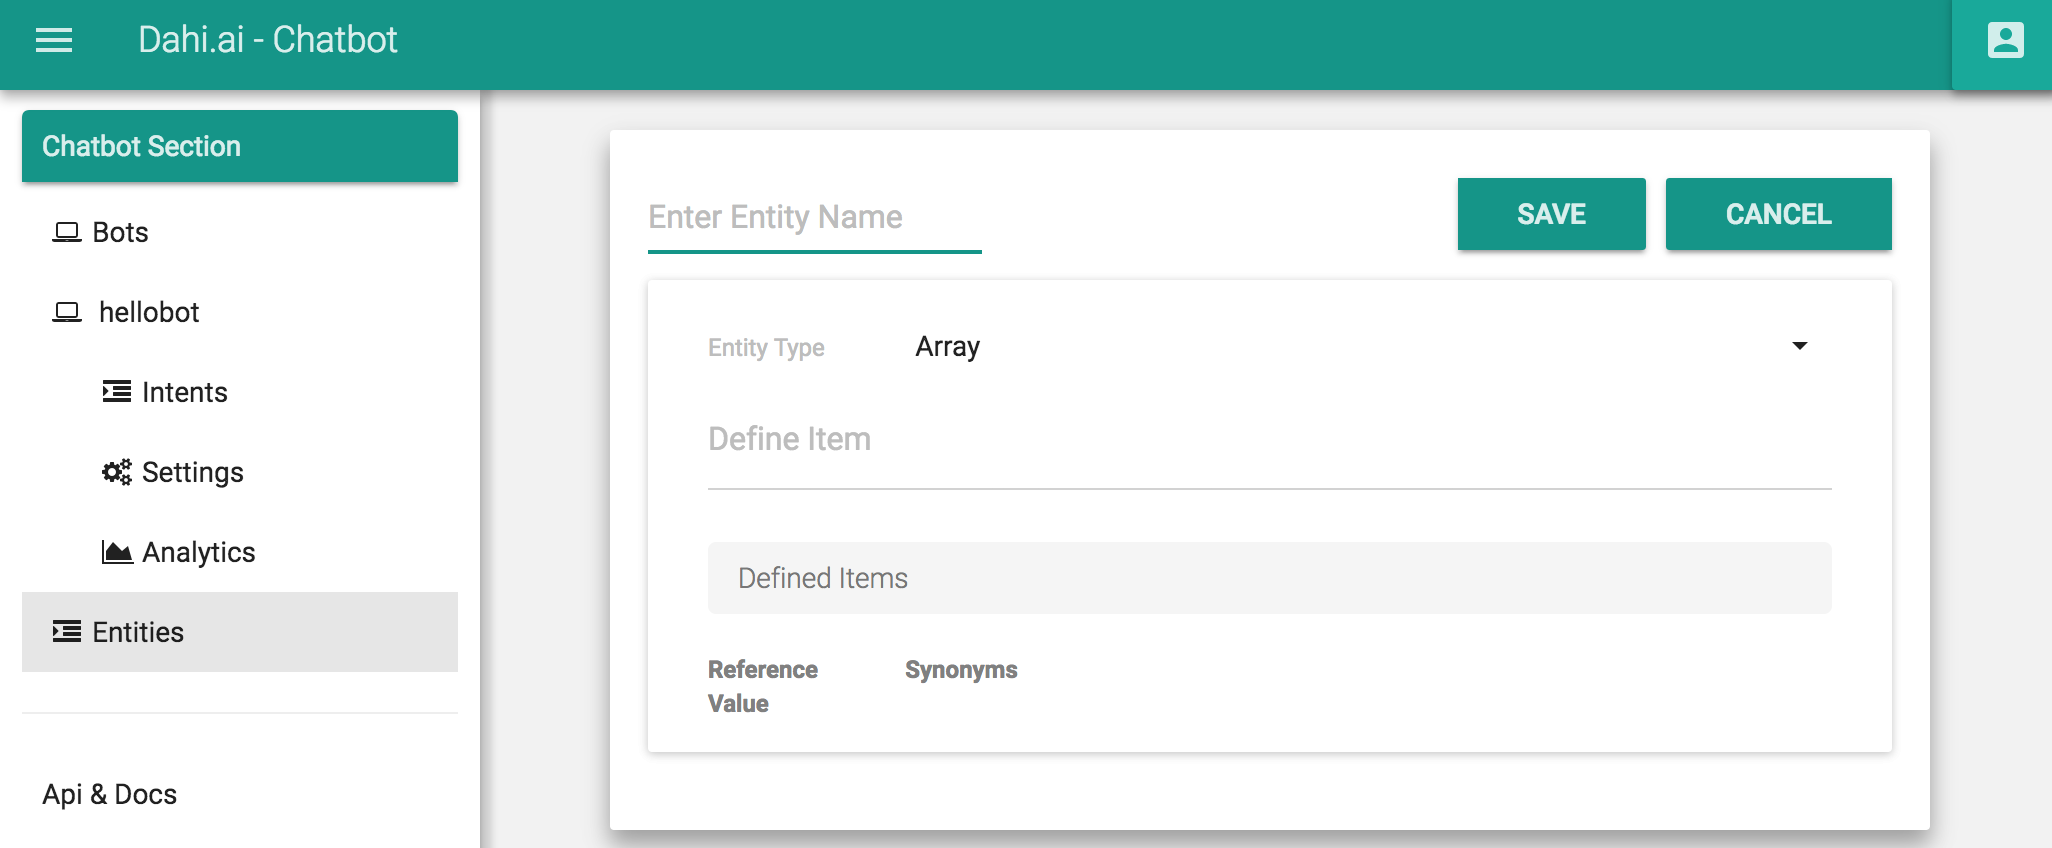 Dahi.ai - Chatbot
Chatbot Section
Bots
hellobot
Intents
Settings
Analytics
Entities
Api & Docs
Enter Entity Name
SAVE
CANCEL
Entity Type
Array
Define Item
Defined Items
Reference
Value
Synonyms